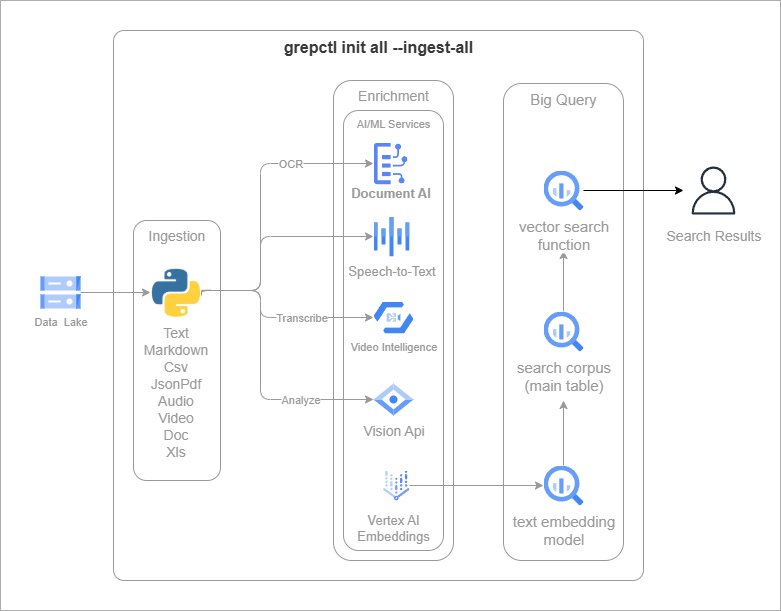 grepctl init all --ingest-all
Enrichment
AI/ML Services
OCR
Document AI
Speech-to-Text
Transcribe
Video Intelligence
Analyze
Vision Api
Vertex AI
Embeddings
Big Query
vector search
function
search corpus
(main table)
text embedding
model
Search Results
Ingestion
Text
Markdown
Csv
JsonPdf
Audio
Video
Doc
Xls
Data Lake